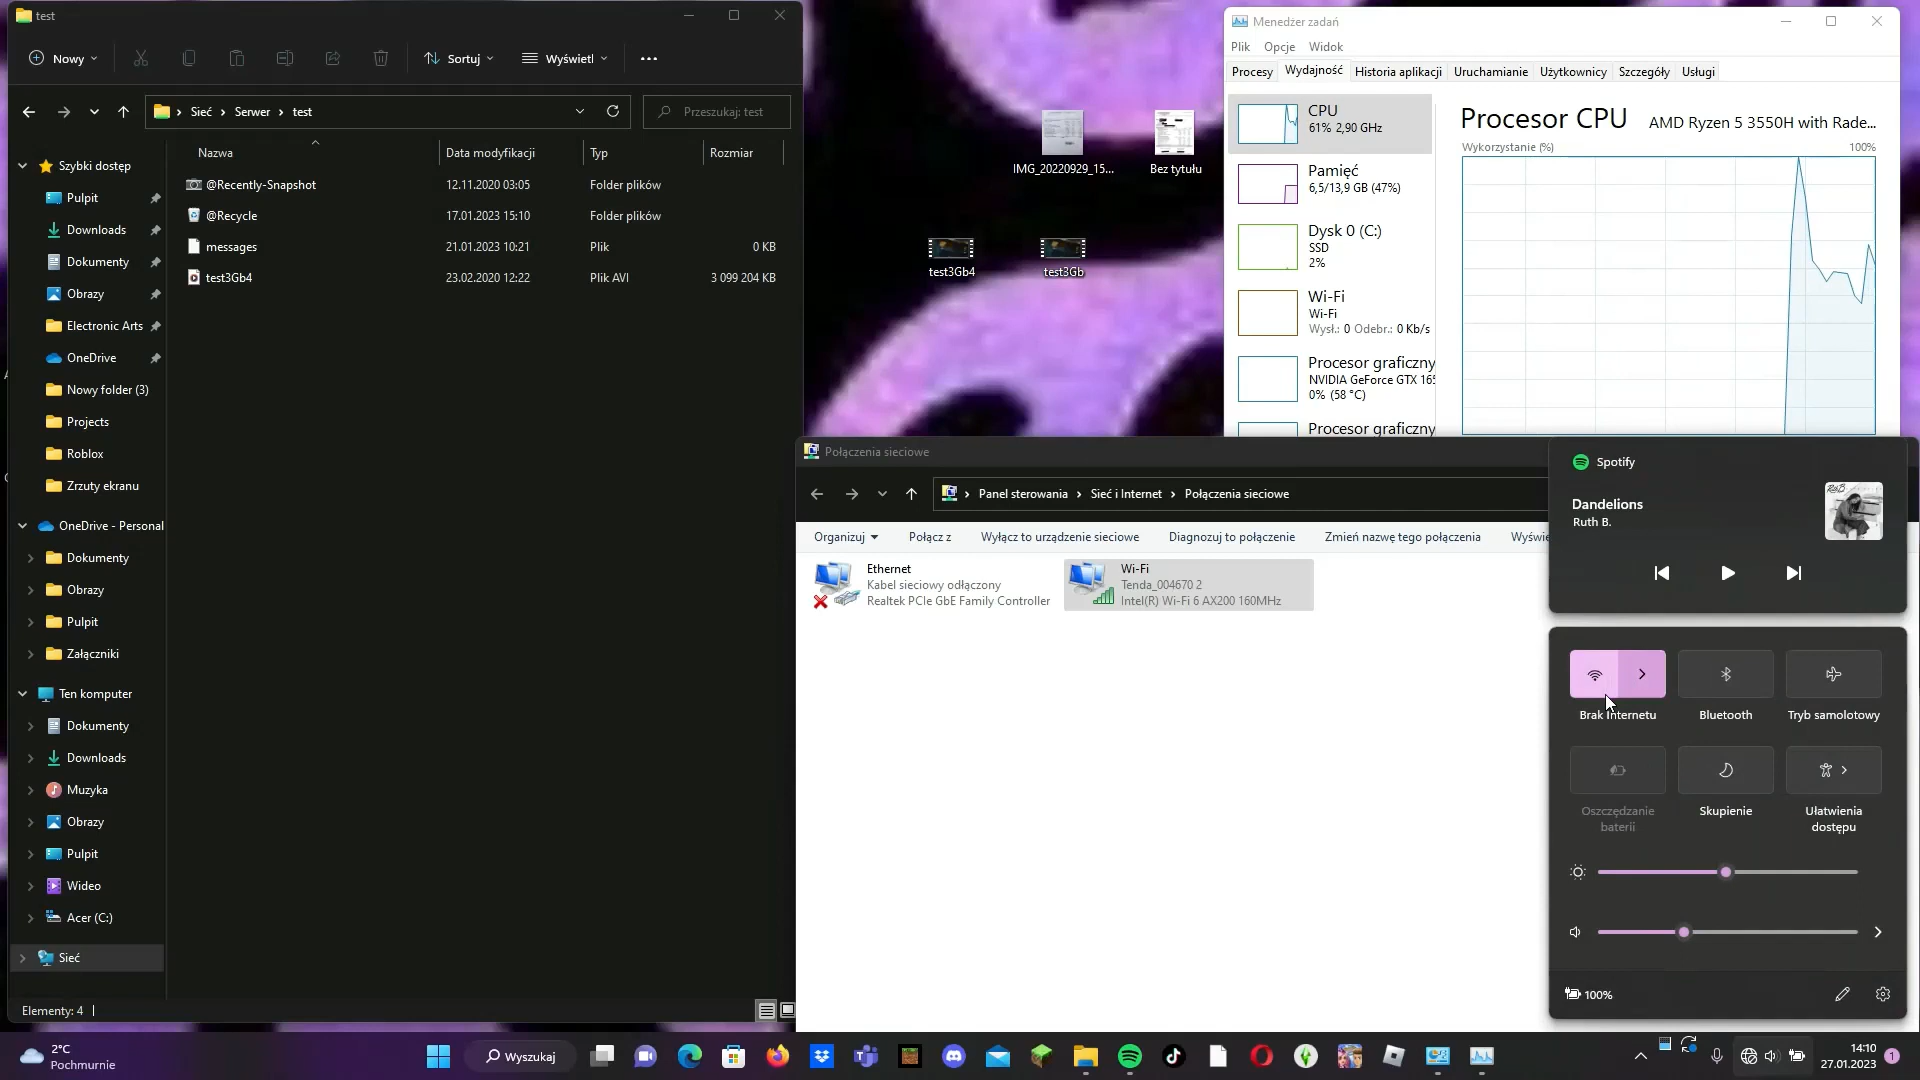 test
Nowy
Sortuj
Wyświetl
Sieć
Serwer
test
Przeszukaj: test
Nazwa
Data modyfikacji
Typ
Rozmiar
@Recently-Snapshot
12.11.2020 03:05
Folder plików
@Recycle
17.01.2023 15:10
Folder plików
messages
21.01.2023 10:21
Plik
0 KB
test3Gb4
23.02.2020 12:22
Plik AVI
3 099 204 KB
Szybki dostęp
Pulpit
Downloads
Dokumenty
Obrazy
Electronic Arts
OneDrive
Nowy folder (3)
Projects
Roblox
Zrzuty ekranu
OneDrive - Personal
Dokumenty
Obrazy
Pulpit
Załączniki
Ten komputer
Dokumenty
Downloads
Muzyka
Obrazy
Pulpit
Wideo
Acer (C:)
Sieć
Elementy: 4
IMG_20220929_15...
Bez tytułu
test3Gb4
test3Gb
Menedżer zadań
Plik Opcje Widok
Procesy Wydajność Historia aplikacji Uruchamianie Użytkownicy Szczegóły Usługi
CPU
61% 2,90 GHz
Pamięć
6,5/13,9 GB (47%)
Dysk 0 (C:)
SSD
2%
Wi-Fi
Wi-Fi
Wysł.: 0 Odebr.: 0 Kb/s
Procesor graficzny
NVIDIA GeForce GTX 165
0% (58 °C)
Procesor graficzny
Procesor CPU
AMD Ryzen 5 3550H with Rade...
Wykorzystanie (%)
100%
Połączenia sieciowe
Panel sterowania
Sieć i Internet
Połączenia sieciowe
Organizuj
Połącz z
Wyłącz to urządzenie sieciowe
Diagnozuj to połączenie
Zmień nazwę tego połączenia
Wyświe
Ethernet
Kabel sieciowy odłączony
Realtek PCIe GbE Family Controller
Wi-Fi
Tenda_004670 2
Intel(R) Wi-Fi 6 AX200 160MHz
Spotify
Dandelions
Ruth B.
Brak Internetu
Bluetooth
Tryb samolotowy
Oszczędzanie
baterii
Skupienie
Ułatwienia
dostępu
100%
2°C
Pochmurnie
Wyszukaj
14:10
27.01.2023
1